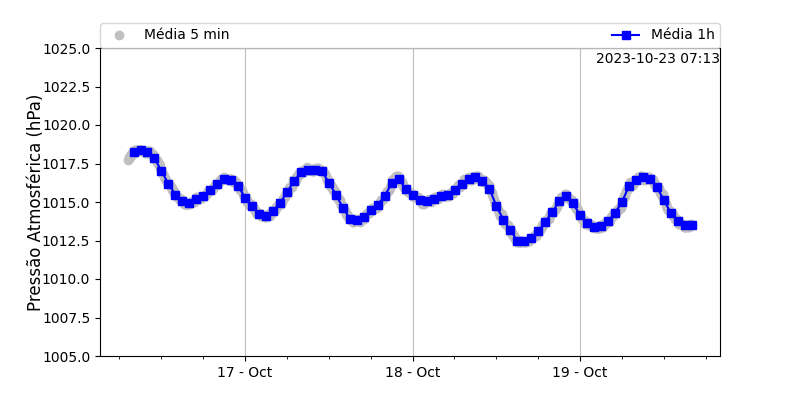 Média 5 min
Média 1h
2023-10-23 07:13
Pressão Atmosférica (hPa)
1025.0
1022.5
1020.0
1017.5
1015.0
1012.5
1010.0
1007.5
1005.0
17 - Oct
18 - Oct
19 - Oct